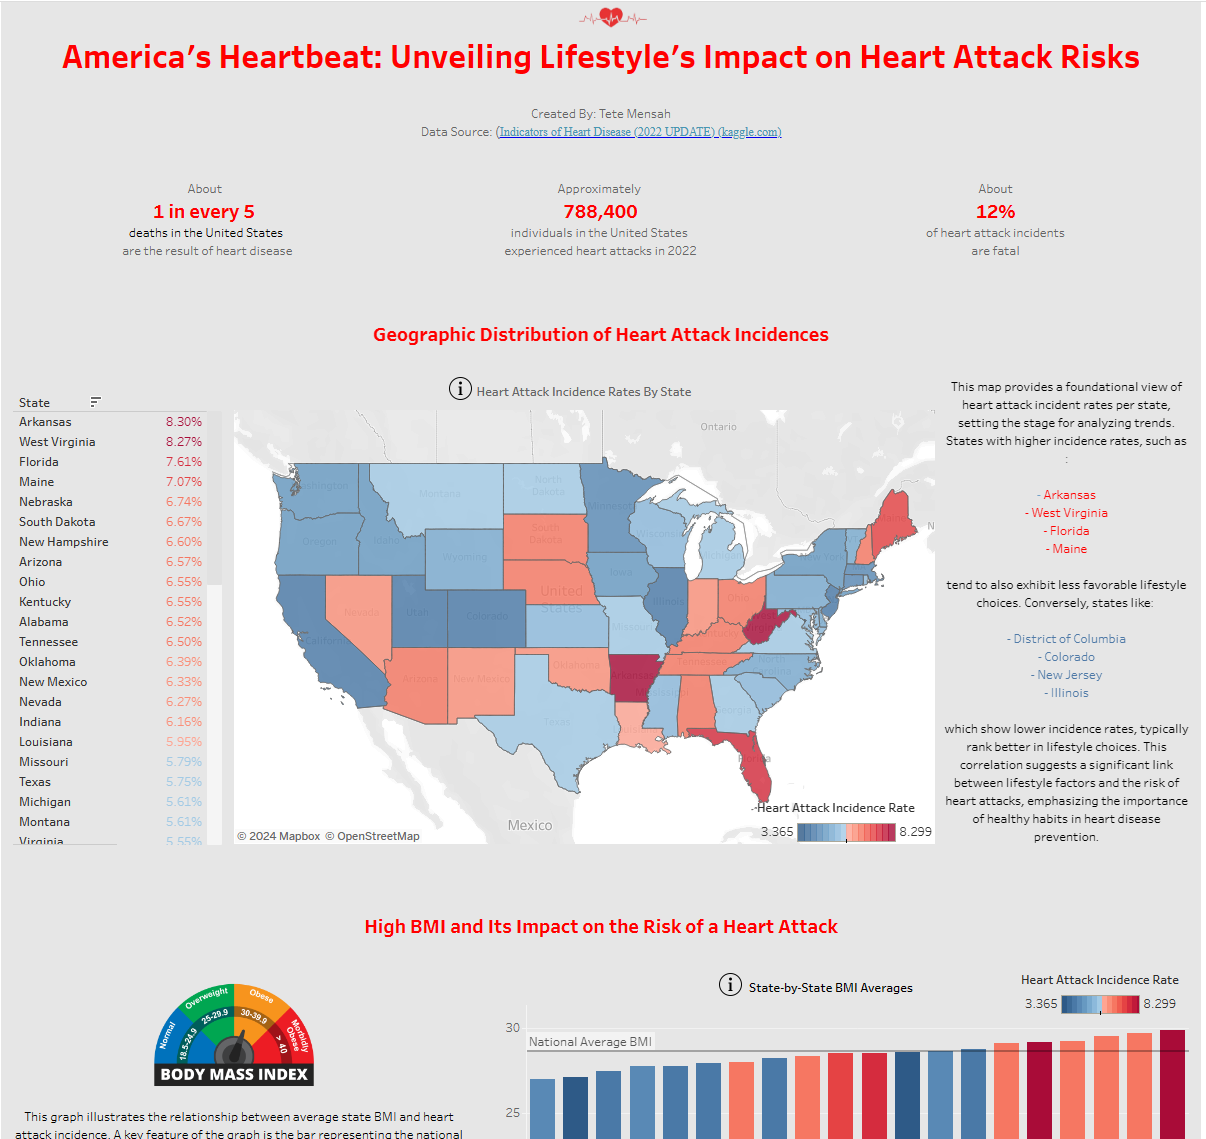 America's Heartbeat: Unveiling Lifestyle's Impact on Heart Attack Risks
Created By: Tete Mensah
Data Source: (Indicators of Heart Disease (2022 UPDATE) (kaggle.com)
About
1 in every 5
deaths in the United States
are the result of heart disease
Approximately
788,400
individuals in the United States
experienced heart attacks in 2022
About
12%
of heart attack incidents
are fatal
Geographic Distribution of Heart Attack Incidences
State
Arkansas 8.30%
West Virginia 8.27%
Florida 7.61%
Maine 7.07%
Nebraska 6.74%
South Dakota 6.67%
New Hampshire 6.60%
Arizona 6.57%
Ohio 6.55%
Kentucky 6.55%
Alabama 6.52%
Tennessee 6.50%
Oklahoma 6.39%
New Mexico 6.33%
Nevada 6.27%
Indiana 6.16%
Louisiana 5.95%
Missouri 5.79%
Texas 5.75%
Michigan 5.61%
Montana 5.61%
Virginia 5.55%
i Heart Attack Incidence Rates By State
Ontario
Washington
Montana
North
Dakota
Minnesota
Oregon
Idaho
Wyoming
South
Dakota
Wisconsin
Michigan
New York
Iowa
Nevada
Utah
Colorado
United
States
Illinois
Ohio
West
Virginia
California
Missouri
Kentucky
Arizona
New Mexico
Oklahoma
Arkansas
Tennessee
North
Carolina
Mississippi
Georgia
Texas
Florida
Mexico
Heart Attack Incidence Rate
3.365 8.299
© 2024 Mapbox © OpenStreetMap
This map provides a foundational view of
heart attack incident rates per state,
setting the stage for analyzing trends.
States with higher incidence rates, such as
:
- Arkansas
- West Virginia
- Florida
- Maine
tend to also exhibit less favorable lifestyle
choices. Conversely, states like:
- District of Columbia
- Colorado
- New Jersey
- Illinois
which show lower incidence rates, typically
rank better in lifestyle choices. This
correlation suggests a significant link
between lifestyle factors and the risk of
heart attacks, emphasizing the importance
of healthy habits in heart disease
prevention.
High BMI and Its Impact on the Risk of a Heart Attack
Normal
Overweight
Obese
Morbidly
Obese
18.5-24.9
25-29.9
30-39.9
> 40
BODY MASS INDEX
This graph illustrates the relationship between average state BMI and heart
attack incidence. A key feature of the graph is the bar representing the national
i State-by-State BMI Averages
Heart Attack Incidence Rate
3.365 8.299
30
National Average BMI
25